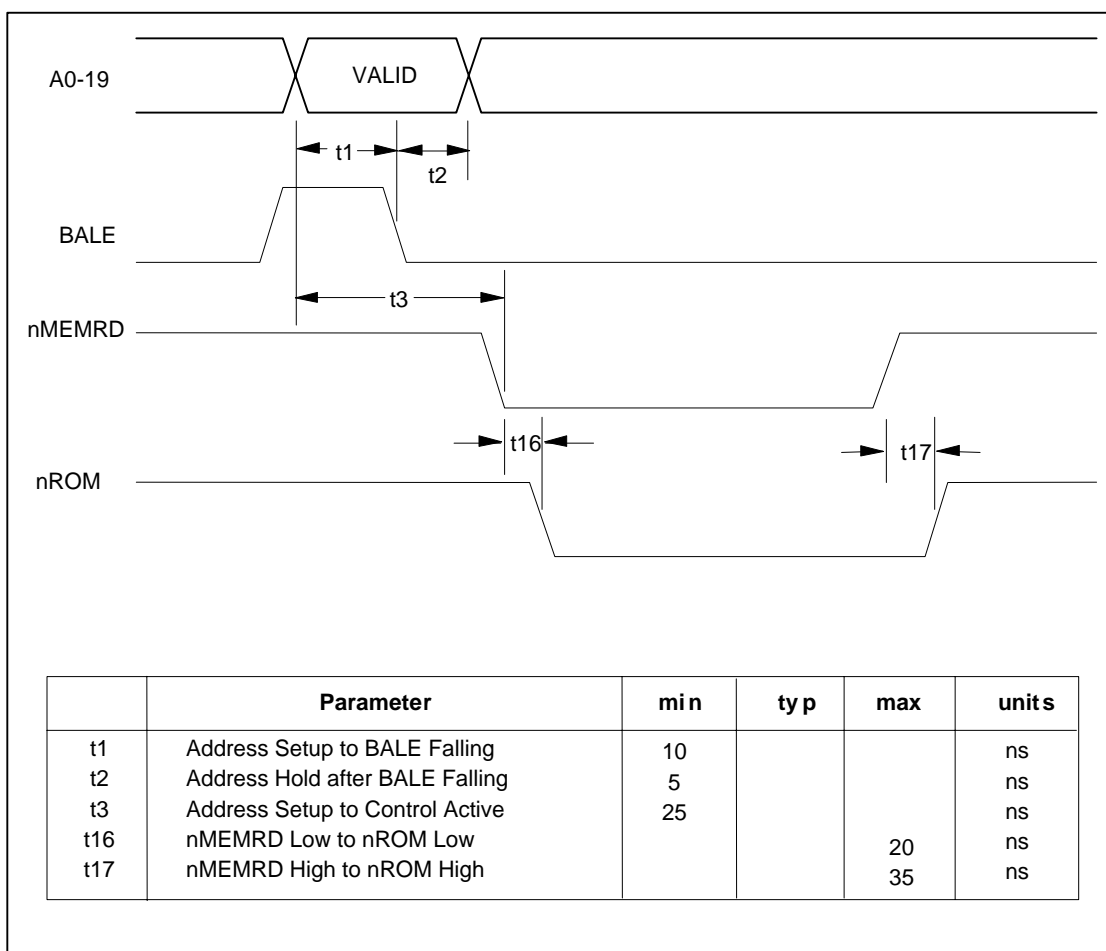 A0-19
VALID
t1
t2
BALE
t3
nMEMRD
t16
t17
nROM
Parameter min typ max units
t1 Address Setup to BALE Falling 10 ns
t2 Address Hold after BALE Falling 5 ns
t3 Address Setup to Control Active 25 ns
t16 nMEMRD Low to nROM Low 20 ns
t17 nMEMRD High to nROM High 35 ns